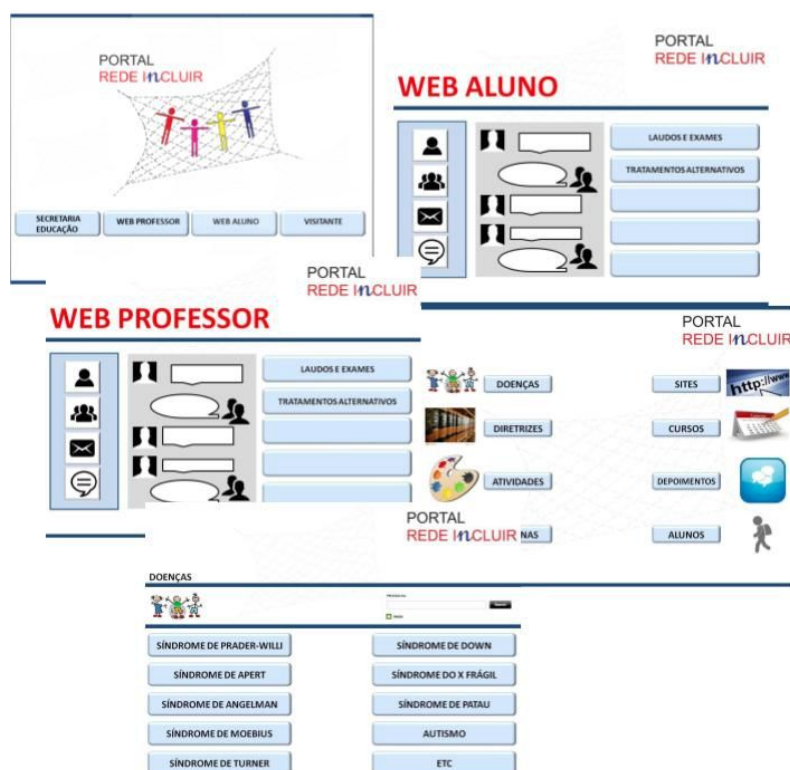 PORTAL
REDE INCLUIR
SECRETARIA
EDUCAÇÃO
WEB PROFESSOR
WEB ALUNO
VISITANTE
PORTAL
REDE INCLUIR
WEB ALUNO
LAUDOS E EXAMES
TRATAMENTOS ALTERNATIVOS
PORTAL
REDE INCLUIR
WEB PROFESSOR
LAUDOS E EXAMES
TRATAMENTOS ALTERNATIVOS
PORTAL
REDE INCLUIR
DOENÇAS
SITES
http://www
DIRETRIZES
CURSOS
ATIVIDADES
DEPOIMENTOS
NAS
ALUNOS
PORTAL
REDE INCLUIR
DOENÇAS
SÍNDROME DE PRADER-WILLI
SÍNDROME DE DOWN
SÍNDROME DE APERT
SÍNDROME DO X FRÁGIL
SÍNDROME DE ANGELMAN
SÍNDROME DE PATAU
SÍNDROME DE MOEBIUS
AUTISMO
SÍNDROME DE TURNER
ETC